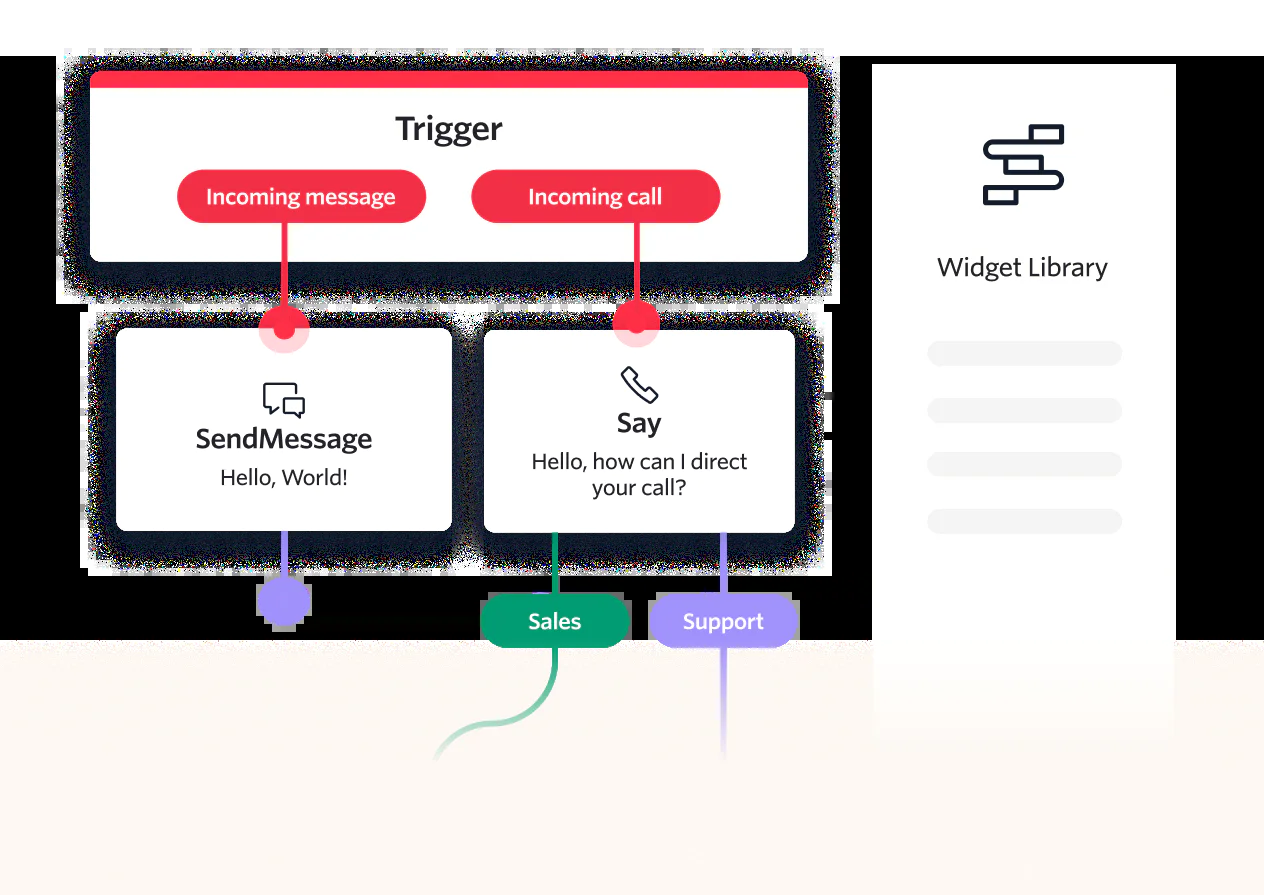 Trigger
Incoming message
Incoming call
Widget Library
SendMessage
Hello, World!
Say
Hello, how can I direct
your call?
Sales
Support